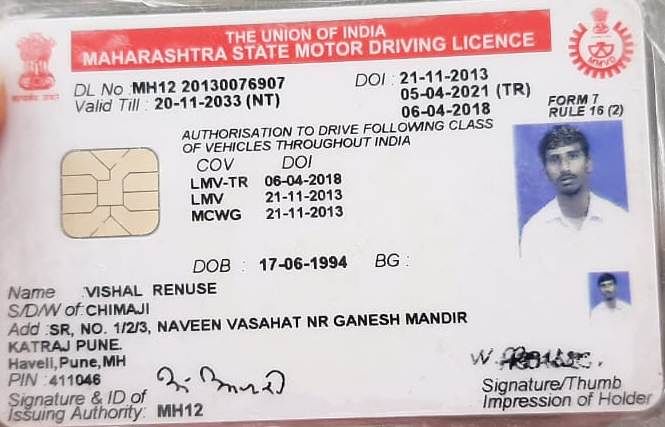 THE UNION OF INDIA
MAHARASHTRA STATE MOTOR DRIVING LICENCE
MMVD
DL No : MH12 20130076907
DOI : 21-11-2013
Valid Till : 20-11-2033 (NT)
05-04-2021 (TR)
06-04-2018
FORM 7
RULE 16 (2)
AUTHORISATION TO DRIVE FOLLOWING CLASS
OF VEHICLES THROUGHOUT INDIA
COV DOI
LMV-TR 06-04-2018
LMV 21-11-2013
MCWG 21-11-2013
DOB : 17-06-1994 BG :
Name : VISHAL RENUSE
S/D/W of : CHIMAJI
Add : SR, NO. 1/2/3, NAVEEN VASAHAT NR GANESH MANDIR
KATRAJ PUNE.
Haveli,Pune,MH
PIN : 411046
Signature & ID of
Issuing Authority: MH12
Signature/Thumb
Impression of Holder